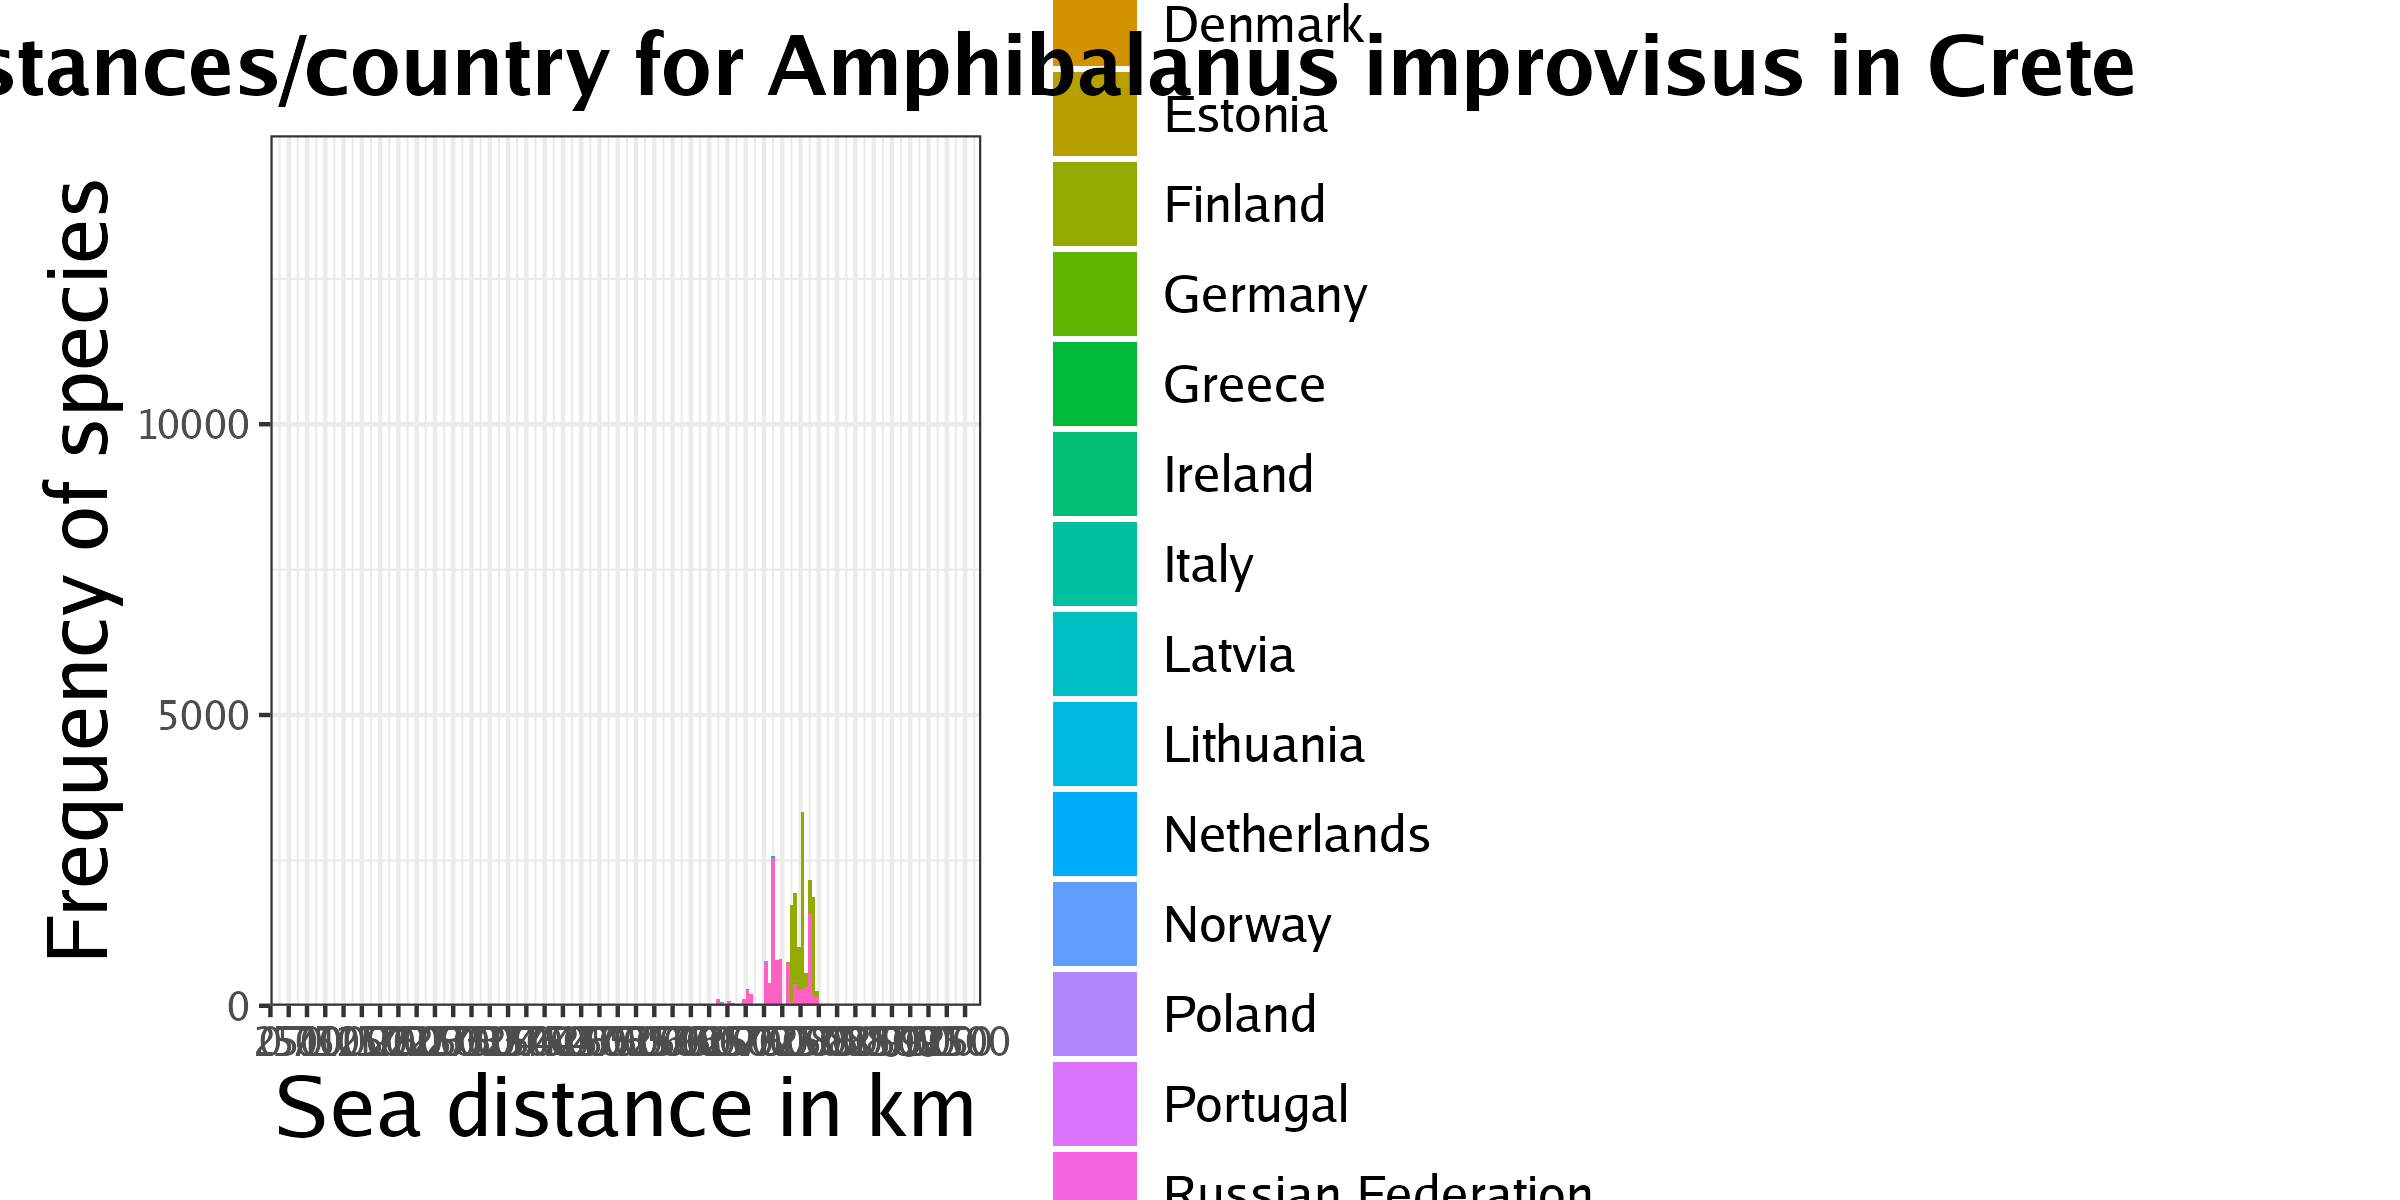 stances/country for Amphibalanus improvisus in Crete
Frequency of species
10000
5000
0
Sea distance in km
Denmark
Estonia
Finland
Germany
Greece
Ireland
Italy
Latvia
Lithuania
Netherlands
Norway
Poland
Portugal
Russian Federation